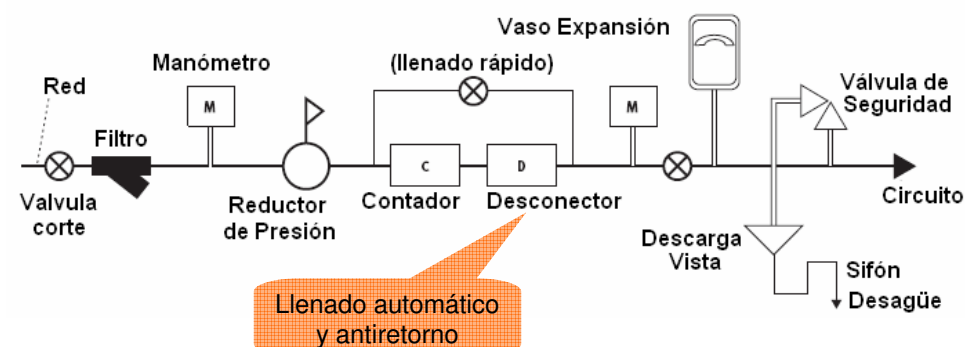 Vaso Expansión
Manómetro
(llenado rápido)
Válvula de
Seguridad
Red
M
M
Filtro
C
D
Valvula
corte
Reductor
de Presión
Contador
Desconector
Circuito
Descarga
Vista
Sifón
Desagüe
Llenado automático
y antiretorno